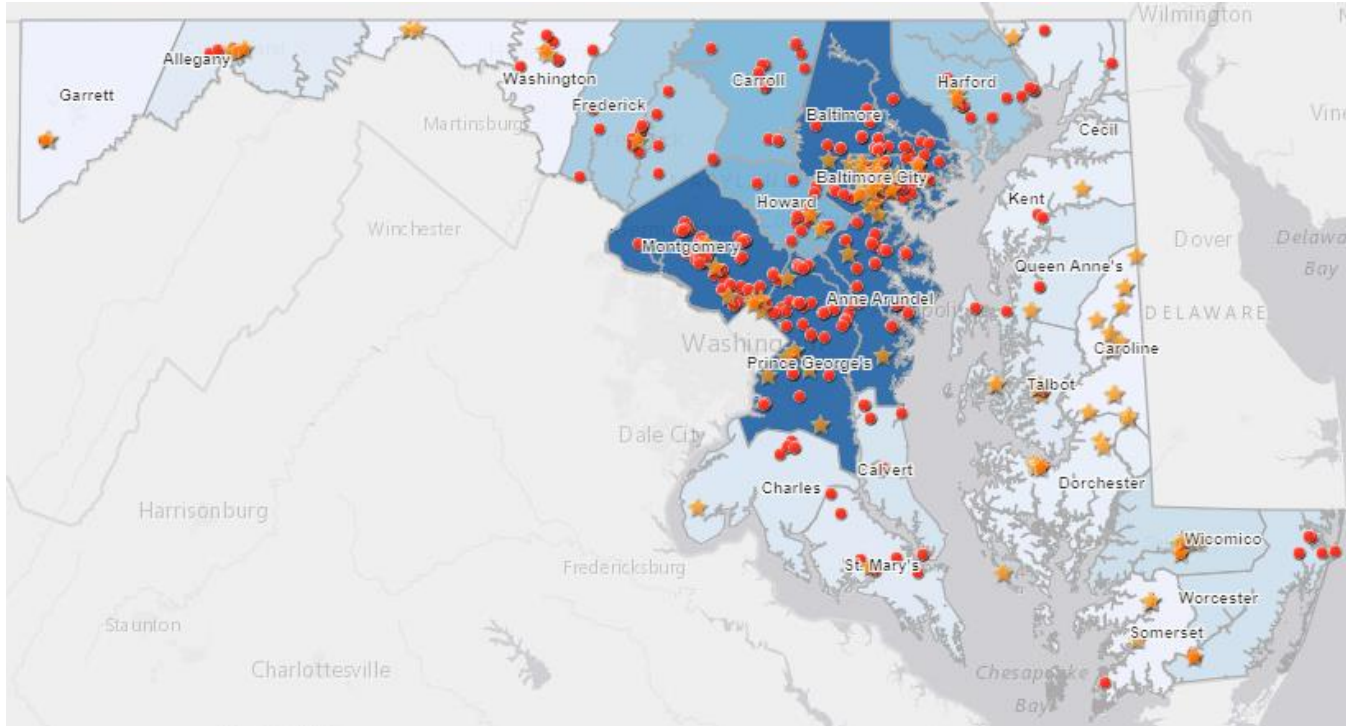 Wilmington
Allegany
Garrett
Washington
Carroll
Harford
Frederick
Baltimore
Martinsburg
Cecil
Baltimore City
Kent
Howard
Winchester
Dover
Delaware
Bay
Montgomery
Queen Anne's
Anne Arundel
DELAWARE
Caroline
Prince George's
Talbot
Dale City
Calvert
Charles
Dorchester
Harrisonburg
Wicomico
Fredericksburg
St. Mary's
Worcester
Staunton
Somerset
Charlottesville
Chesapeake
Bay